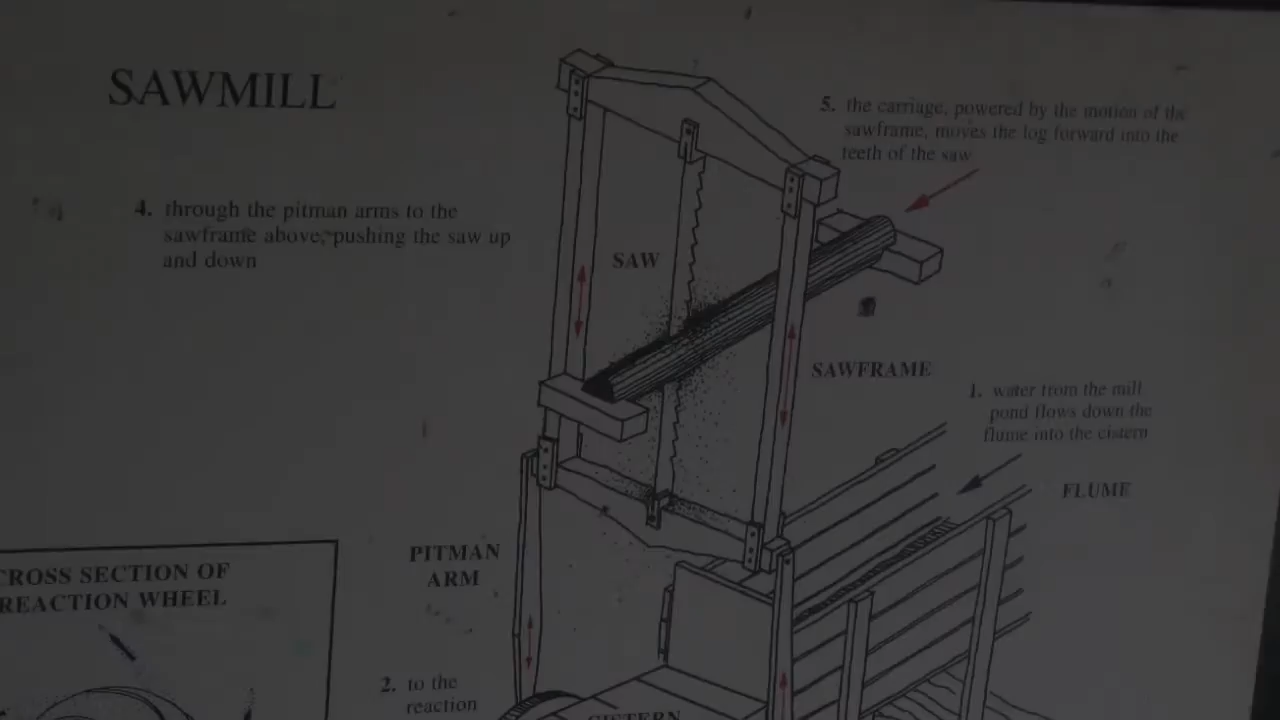 SAWMILL
5. the carriage, powered by the motion of the
sawframe, moves the log forward into the
teeth of the saw
4. through the pitman arms to the
sawframe above, pushing the saw up
and down
SAW
SAWFRAME
1. water from the mill
pond flows down the
flume into the cistern
FLUME
PITMAN
ARM
CROSS SECTION OF
REACTION WHEEL
2. to the
reaction
CISTERN